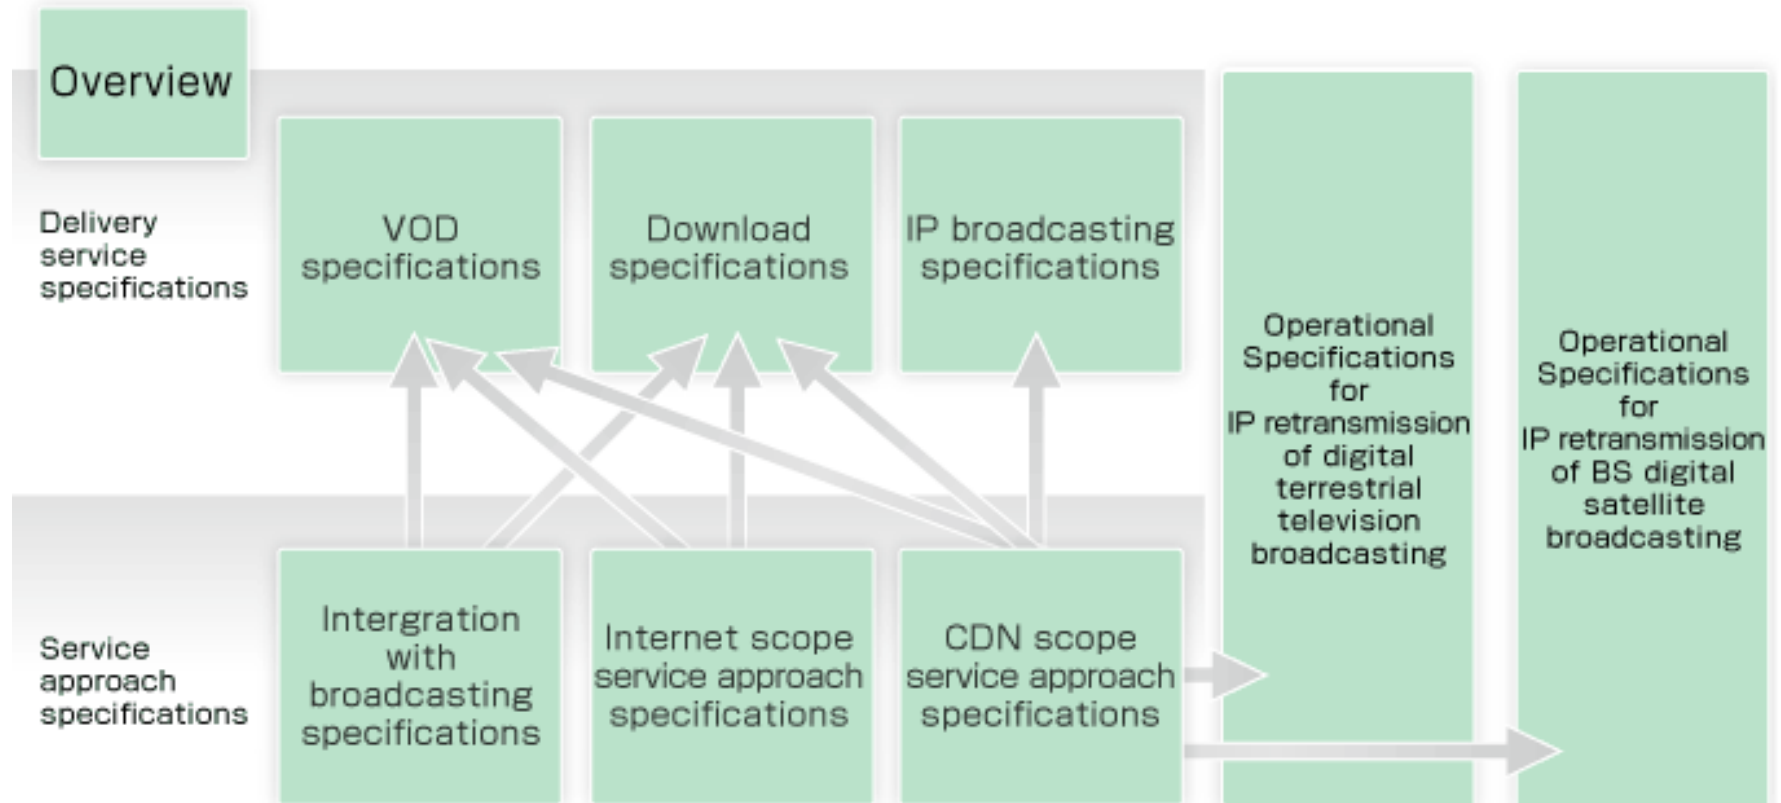 Overview
Delivery
service
specifications
VOD
specifications
Download
specifications
IP broadcasting
specifications
Operational
Specifications
for
IP retransmission
of digital
terrestrial
television
broadcasting
Operational
Specifications
for
IP retransmission
of BS digital
satellite
broadcasting
Service
approach
specifications
Intergration
with
broadcasting
specifications
Internet scope
service approach
specifications
CDN scope
service approach
specifications